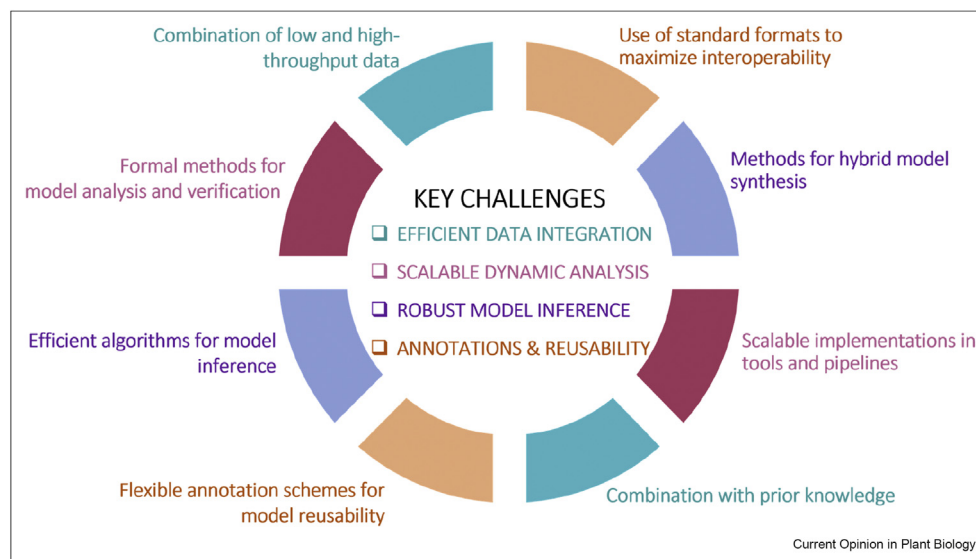 Combination of low and high-
throughput data
Use of standard formats to
maximize interoperability
Formal methods for
model analysis and verification
Methods for hybrid model
synthesis
KEY CHALLENGES
EFFICIENT DATA INTEGRATION
SCALABLE DYNAMIC ANALYSIS
ROBUST MODEL INFERENCE
ANNOTATIONS & REUSABILITY
Efficient algorithms for model
inference
Scalable implementations in
tools and pipelines
Flexible annotation schemes for
model reusability
Combination with prior knowledge
Current Opinion in Plant Biology